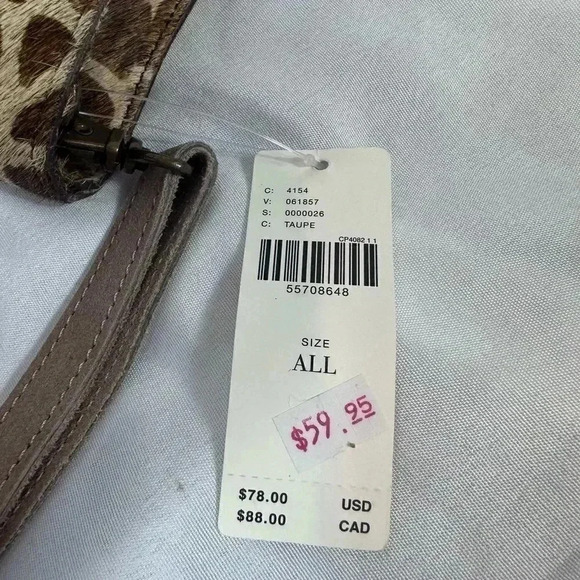 C: 4154
V: 061857
S: 0000026
C: TAUPE
CP4082 1 1
55708648
SIZE
ALL
$59.95
$78.00 USD
$88.00 CAD